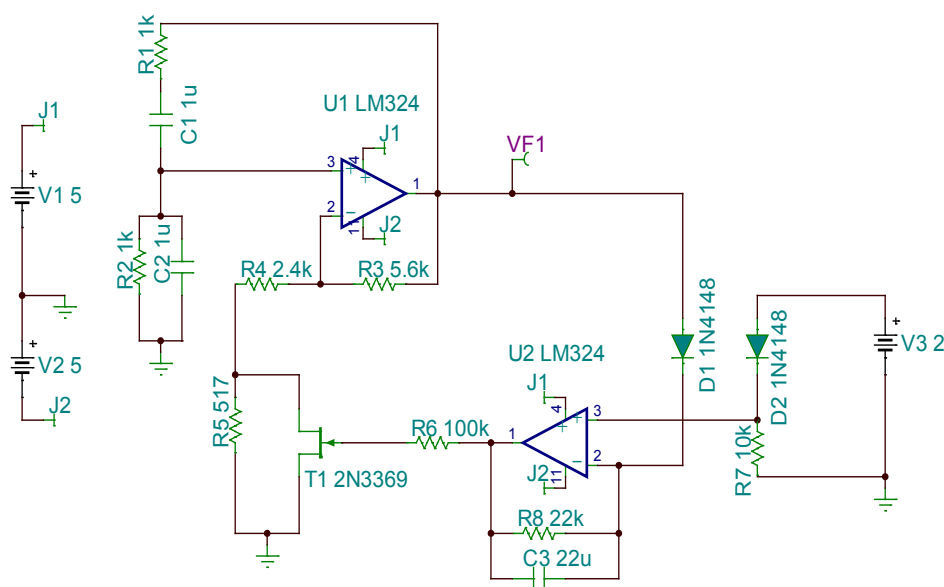 R1 1k
C1 1u
U1 LM324
J1
J1
VF1
3
4
+
+
1
V1 5
+
2
-
11
J2
R2 1k
C2 1u
R4 2.4k
R3 5.6k
V2 5
+
J2
D1 1N4148
D2 1N4148
V3 2
+
U2 LM324
J1
4
3
+
+
R5 517
R6 100k
1
2
-
J2
11
R7 10k
T1 2N3369
R8 22k
C3 22u